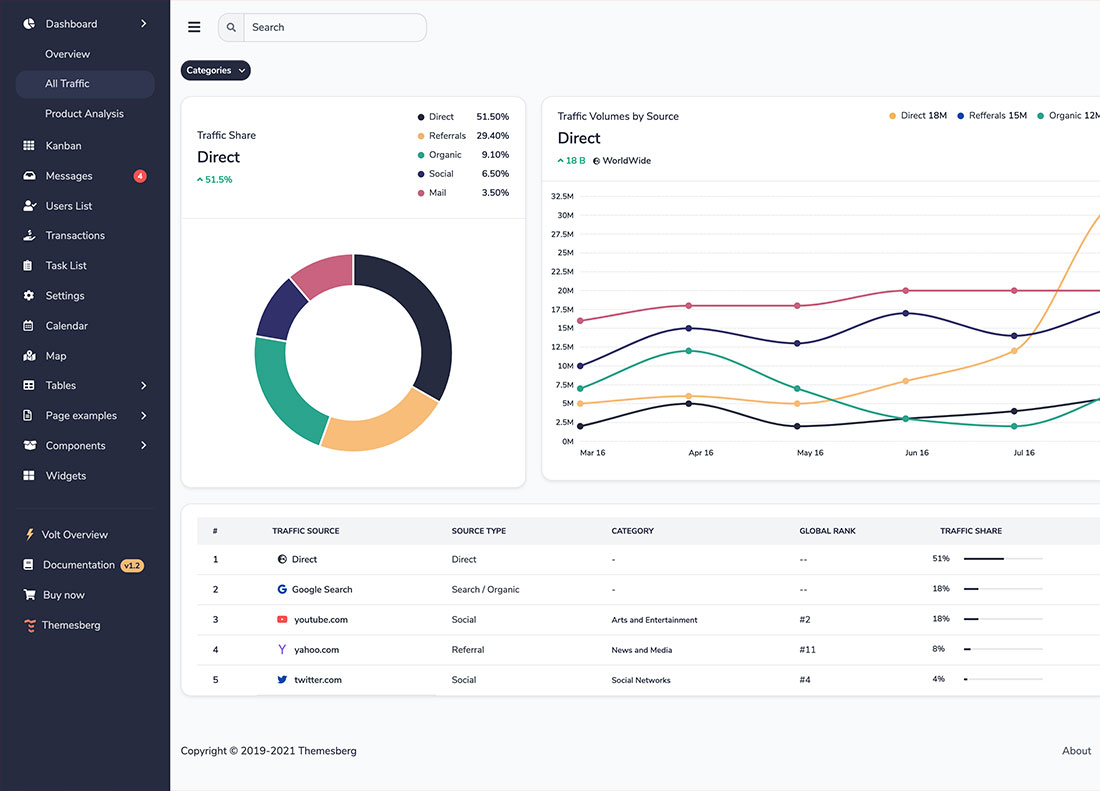 Dashboard
Overview
All Traffic
Product Analysis
Kanban
Messages 4
Users List
Transactions
Task List
Settings
Calendar
Map
Tables
Page examples
Components
Widgets
Volt Overview
Documentation v1.2
Buy now
Themesberg
Search
Categories
Traffic Share
Direct
51.5%
Direct 51.50%
Referrals 29.40%
Organic 9.10%
Social 6.50%
Mail 3.50%
Traffic Volumes by Source
Direct
18 B WorldWide
Direct 18M Refferals 15M Organic 12M
32.5M
30M
27.5M
25M
22.5M
20M
17.5M
15M
12.5M
10M
7.5M
5M
2.5M
0M
Mar 16 Apr 16 May 16 Jun 16 Jul 16
# TRAFFIC SOURCE SOURCE TYPE CATEGORY GLOBAL RANK TRAFFIC SHARE
1 Direct Direct - -- 51%
2 Google Search Search / Organic - -- 18%
3 youtube.com Social Arts and Entertainment #2 18%
4 yahoo.com Referral News and Media #11 8%
5 twitter.com Social Social Networks #4 4%
Copyright © 2019-2021 Themesberg
About